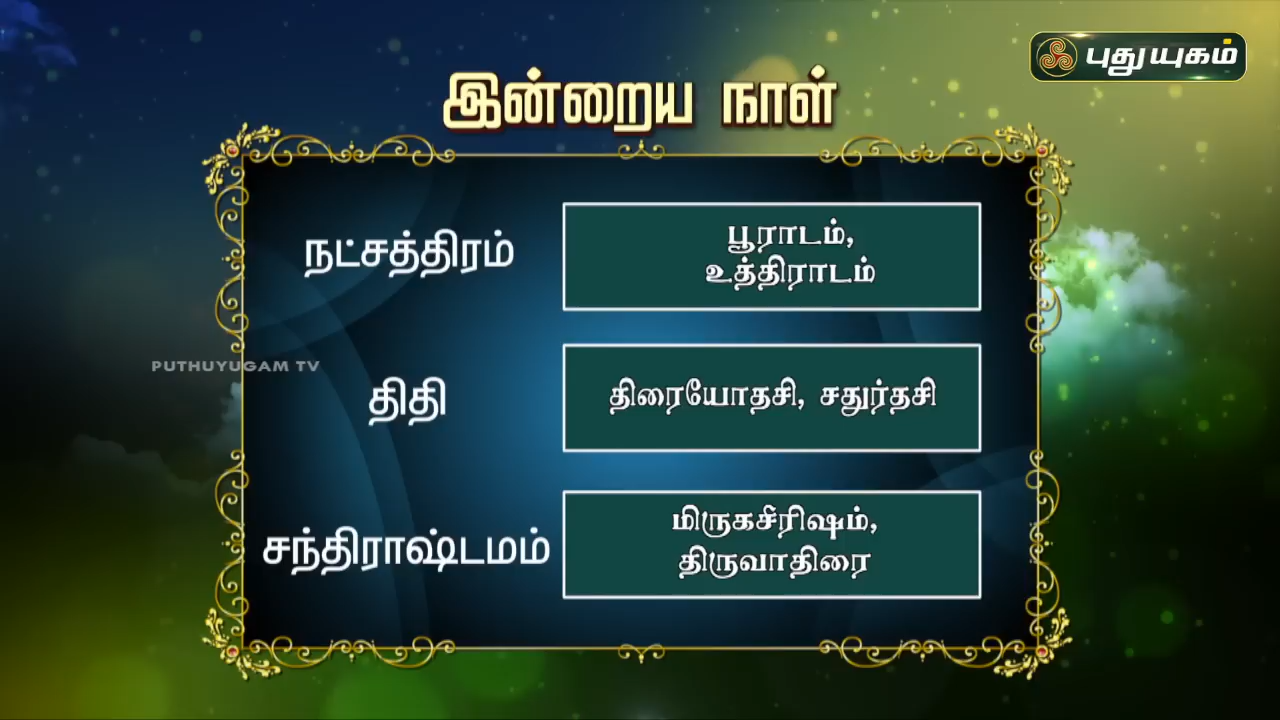 புதுயுகம்
இன்றைய நாள்
நட்சத்திரம்
பூராடம்,
உத்திராடம்
PUTHUYUGAM TV
திதி
திரையோதசி, சதுர்தசி
சந்திராஷ்டமம்
மிருகசீரிஷம்,
திருவாதிரை